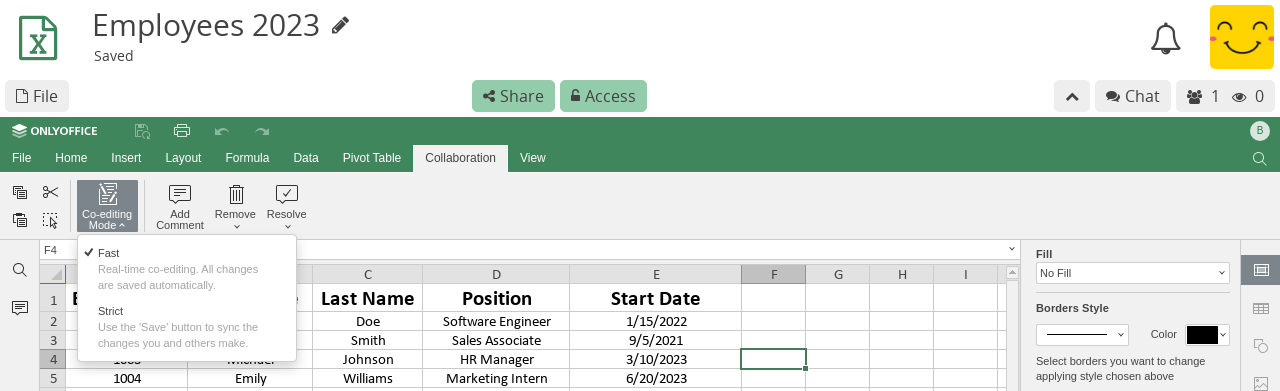 Employees 2023
Saved
File
Share
Access
Chat
1
0
ONLYOFFICE
B
File Home Insert Layout Formula Data Pivot Table Collaboration View
Co-editing Mode
Add Comment
Remove
Resolve
F4
Fast
Real-time co-editing. All changes
are saved automatically.
Strict
Use the 'Save' button to sync the
changes you and others make.
C D E F G H I
1 Last Name Position Start Date
2 Doe Software Engineer 1/15/2022
3 Smith Sales Associate 9/5/2021
4 Johnson HR Manager 3/10/2023
5 1004 Emily Williams Marketing Intern 6/20/2023
Fill
No Fill
Borders Style
Color
Select borders you want to change
applying style chosen above